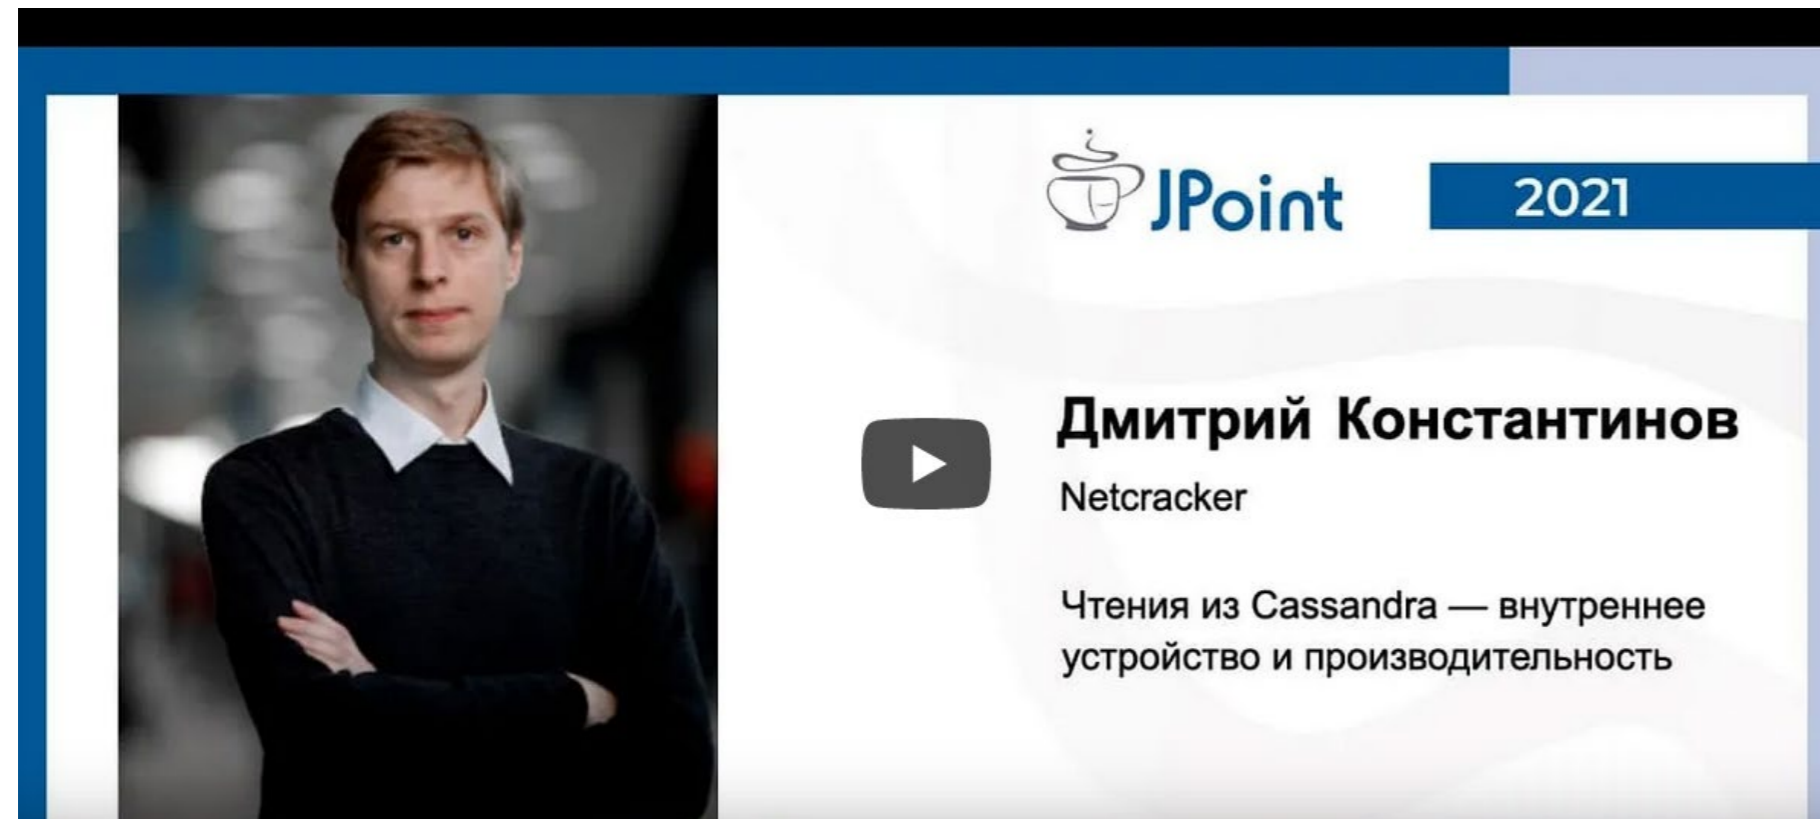 JPoint
2021
Дмитрий Константинов
Netcracker
Чтения из Cassandra — внутреннее
устройство и производительность